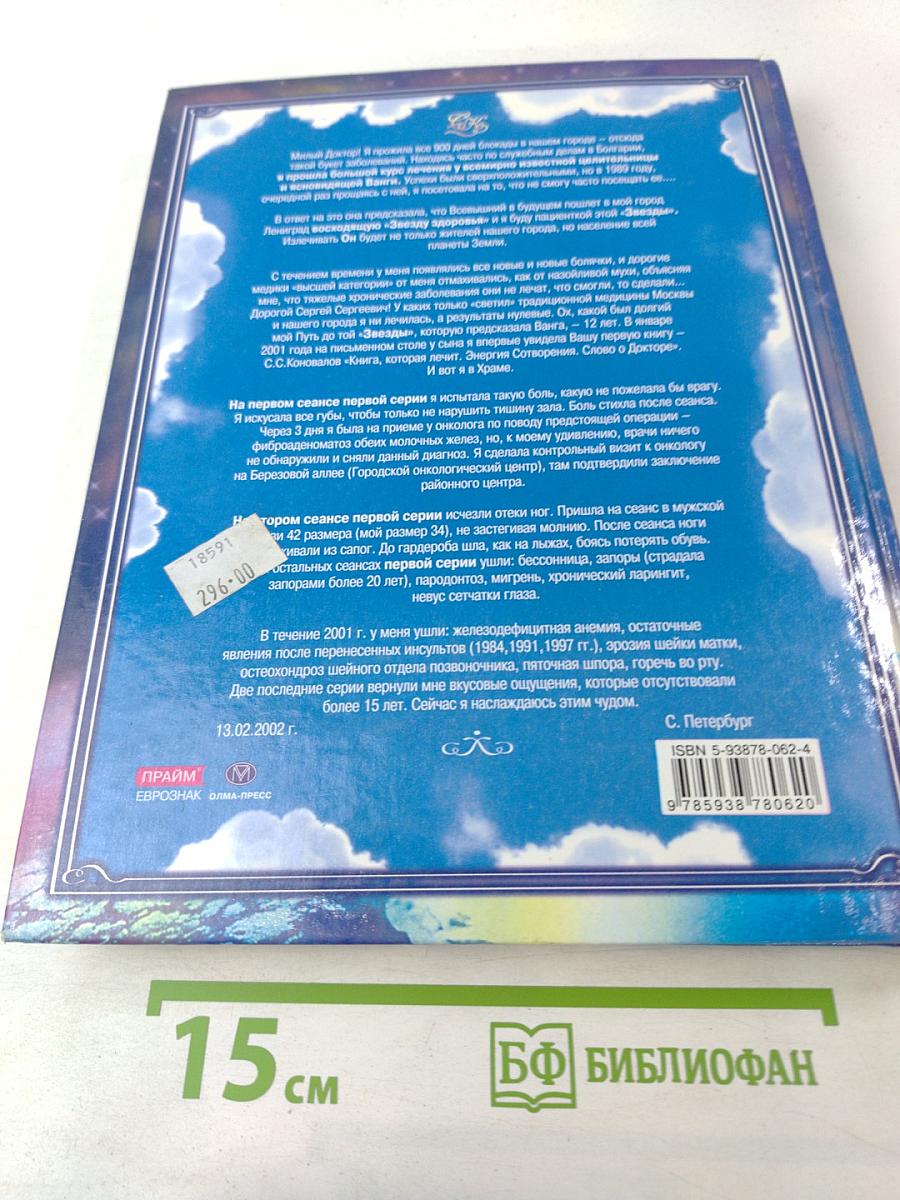 СК
Милый Доктор! Я прожила все 900 дней блокады в нашем городе – отсюда
такой букет заболеваний. Находясь часто по служебным делам в Болгарии,
я прошла большой курс лечения у всемирно известной целительницы
и ясновидящей Ванги. Успехи были сверхположительными, но в 1989 году,
очередной раз прощаясь с ней, я посетовала на то, что не смогу часто посещать ее....
В ответ на это она предсказала, что Всевышний в будущем пошлет в мой город
Ленинград восходящую «Звезду здоровья» и я буду пациенткой этой «Звезды».
Излечивать Он будет не только жителей нашего города, но население всей
планеты Земли.
С течением времени у меня появлялись все новые и новые болячки, и дорогие
медики «высшей категории» от меня отмахивались, как от назойливой мухи, объясняя
мне, что тяжелые хронические заболевания они не лечат, что смогли, то сделали...
Дорогой Сергей Сергеевич! У каких только «светил» традиционной медицины Москвы
и нашего города я ни лечилась, а результаты нулевые. Ох, какой был долгий
мой Путь до той «Звезды», которую предсказала Ванга, – 12 лет. В январе
2001 года на письменном столе у сына я впервые увидела Вашу первую книгу –
С.С.Коновалов «Книга, которая лечит. Энергия Сотворения. Слово о Докторе».
И вот я в Храме.
На первом сеансе первой серии я испытала такую боль, какую не пожелала бы врагу.
Я искусала все губы, чтобы только не нарушить тишину зала. Боль стихла после сеанса.
Через 3 дня я была на приеме у онколога по поводу предстоящей операции –
фиброаденоматоз обеих молочных желез, но, к моему удивлению, врачи ничего
не обнаружили и сняли данный диагноз. Я сделала контрольный визит к онкологу
на Березовой аллее (Городской онкологический центр), там подтвердили заключение
районного центра.
втором сеансе первой серии исчезли отеки ног. Пришла на сеанс в мужской
42 размера (мой размер 34), не застегивая молнию. После сеанса ноги
из сапог. До гардероба шла, как на лыжах, боясь потерять обувь.
остальных сеансах первой серии ушли: бессонница, запоры (страдала
запорами более 20 лет), пародонтоз, мигрень, хронический ларингит,
невус сетчатки глаза.
18591
296-00
В течение 2001 г. у меня ушли: железодефицитная анемия, остаточные
явления после перенесенных инсультов (1984,1991,1997 гг.), эрозия шейки матки,
остеохондроз шейного отдела позвоночника, пяточная шпора, горечь во рту.
Две последние серии вернули мне вкусовые ощущения, которые отсутствовали
более 15 лет. Сейчас я наслаждаюсь этим чудом.
13.02.2002 г. С. Петербург
ISBN 5-93878-062-4
9 785938 780620
ПРАЙМ
ЕВРОЗНАК
ОЛМА-ПРЕСС
15 см
БФ БИБЛИОФАН